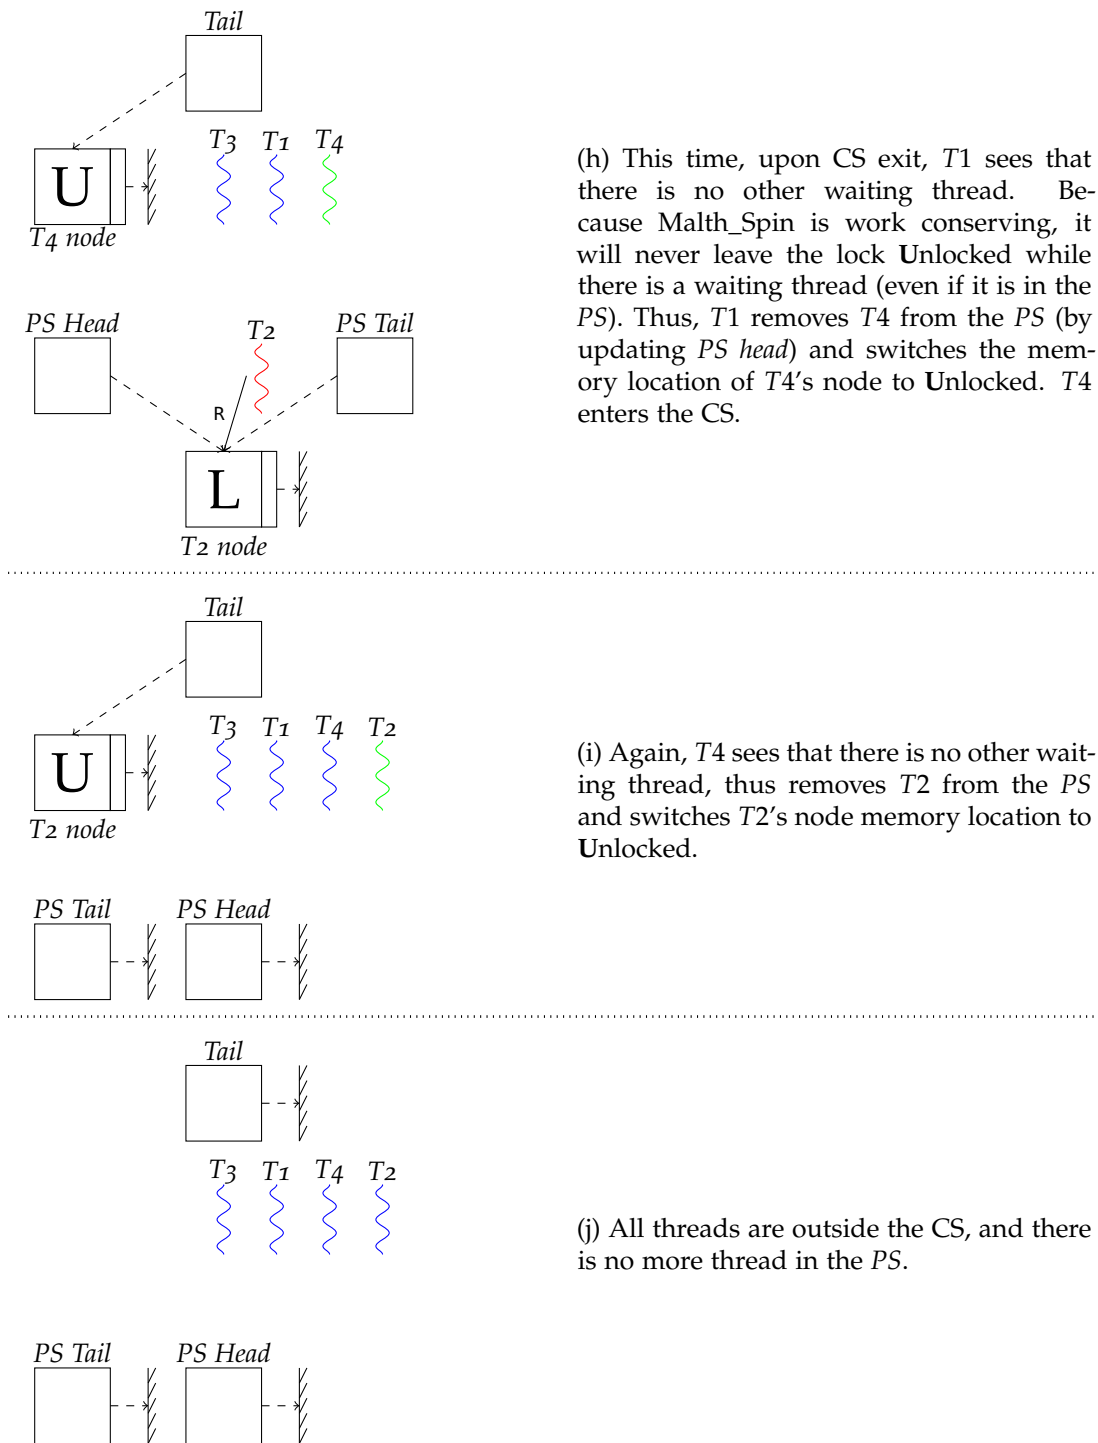 Tail
T3 T1 T4
U
T4 node
PS Head
T2
PS Tail
R
L
T2 node
(h) This time, upon CS exit, T1 sees that
there is no other waiting thread. Be-
cause Malth_Spin is work conserving, it
will never leave the lock Unlocked while
there is a waiting thread (even if it is in the
PS). Thus, T1 removes T4 from the PS (by
updating PS head) and switches the mem-
ory location of T4's node to Unlocked. T4
enters the CS.
Tail
T3 T1 T4 T2
U
T2 node
PS Tail PS Head
(i) Again, T4 sees that there is no other wait-
ing thread, thus removes T2 from the PS
and switches T2's node memory location to
Unlocked.
Tail
T3 T1 T4 T2
PS Tail PS Head
(j) All threads are outside the CS, and there
is no more thread in the PS.